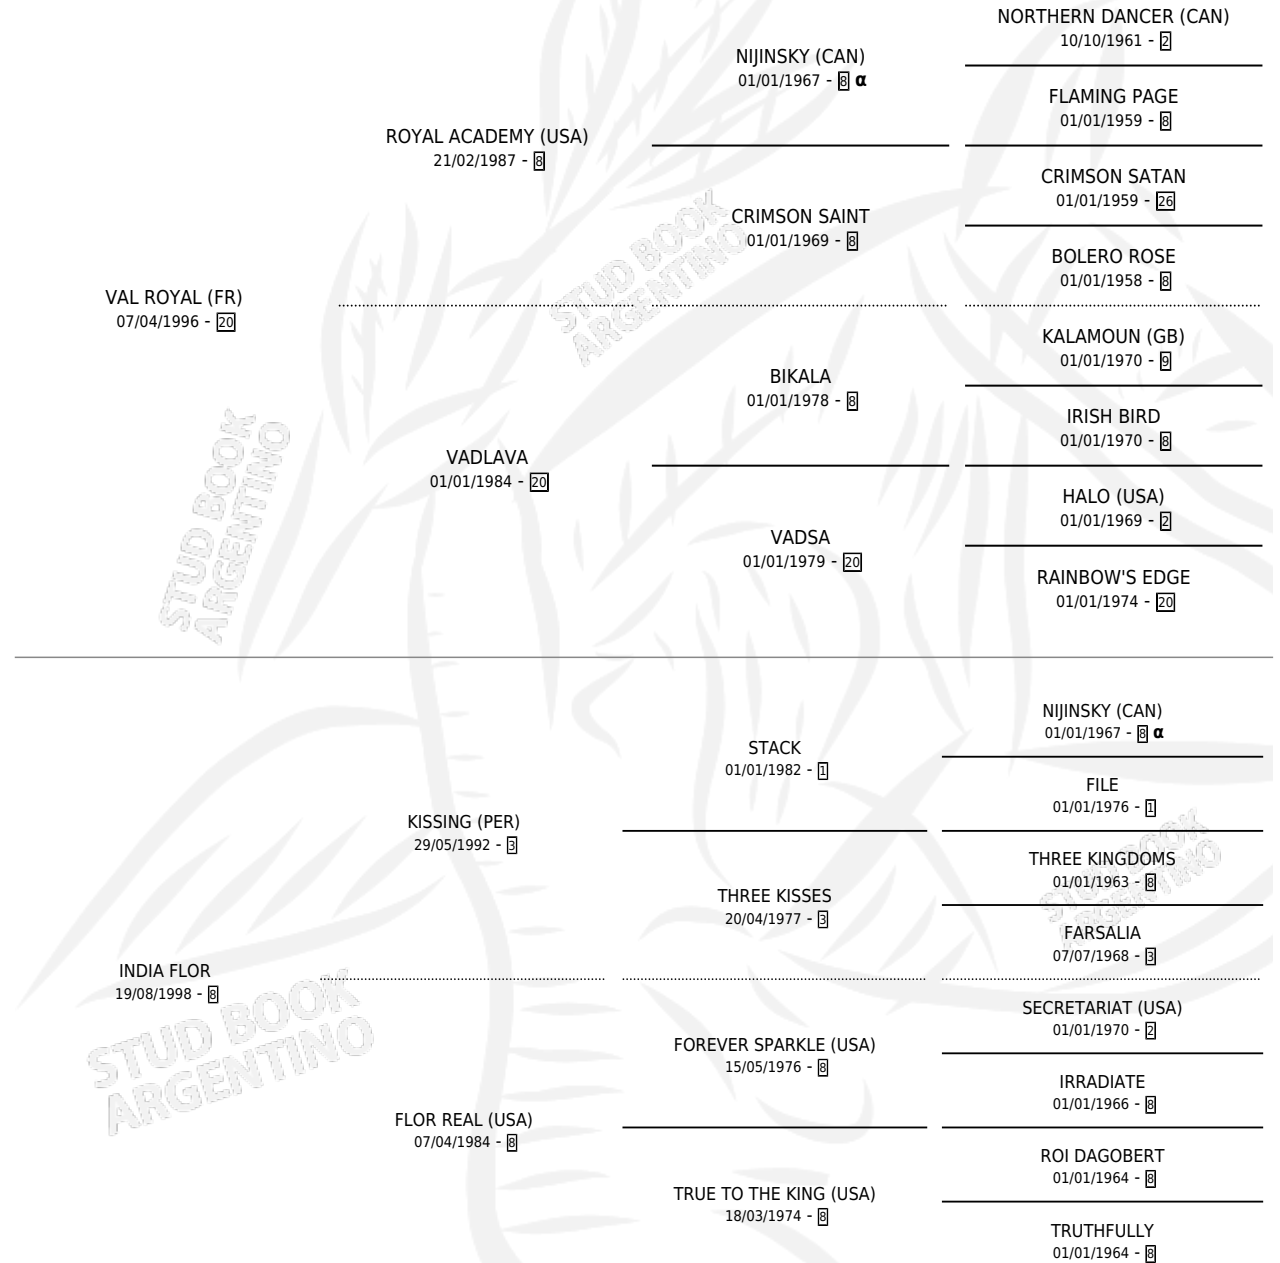 NORTHERN DANCER (CAN)
10/10/1961 - 2
NIJINSKY (CAN)
01/01/1967 - 8 α
FLAMING PAGE
01/01/1959 - 8
ROYAL ACADEMY (USA)
21/02/1987 - 8
CRIMSON SATAN
01/01/1959 - 26
CRIMSON SAINT
01/01/1969 - 8
BOLERO ROSE
01/01/1958 - 8
VAL ROYAL (FR)
07/04/1996 - 20
KALAMOUN (GB)
01/01/1970 - 9
BIKALA
01/01/1978 - 8
IRISH BIRD
01/01/1970 - 8
VADLAVA
01/01/1984 - 20
HALO (USA)
01/01/1969 - 2
VADSA
01/01/1979 - 20
RAINBOW'S EDGE
01/01/1974 - 20
STUD BOOK
ARGENTINO
STUD BOOK
ARGENTINO
NIJINSKY (CAN)
01/01/1967 - 8 α
STACK
01/01/1982 - 1
FILE
01/01/1976 - 1
KISSING (PER)
29/05/1992 - 3
THREE KINGDOMS
01/01/1963 - 8
THREE KISSES
20/04/1977 - 3
FARSALIA
07/07/1968 - 3
INDIA FLOR
19/08/1998 - 8
SECRETARIAT (USA)
01/01/1970 - 2
FOREVER SPARKLE (USA)
15/05/1976 - 8
IRRADIATE
01/01/1966 - 8
FLOR REAL (USA)
07/04/1984 - 8
ROI DAGOBERT
01/01/1964 - 8
TRUE TO THE KING (USA)
18/03/1974 - 8
TRUTHFULLY
01/01/1964 - 8
STUD BOOK
ARGENTINO
STUD BOOK
ARGENTINO